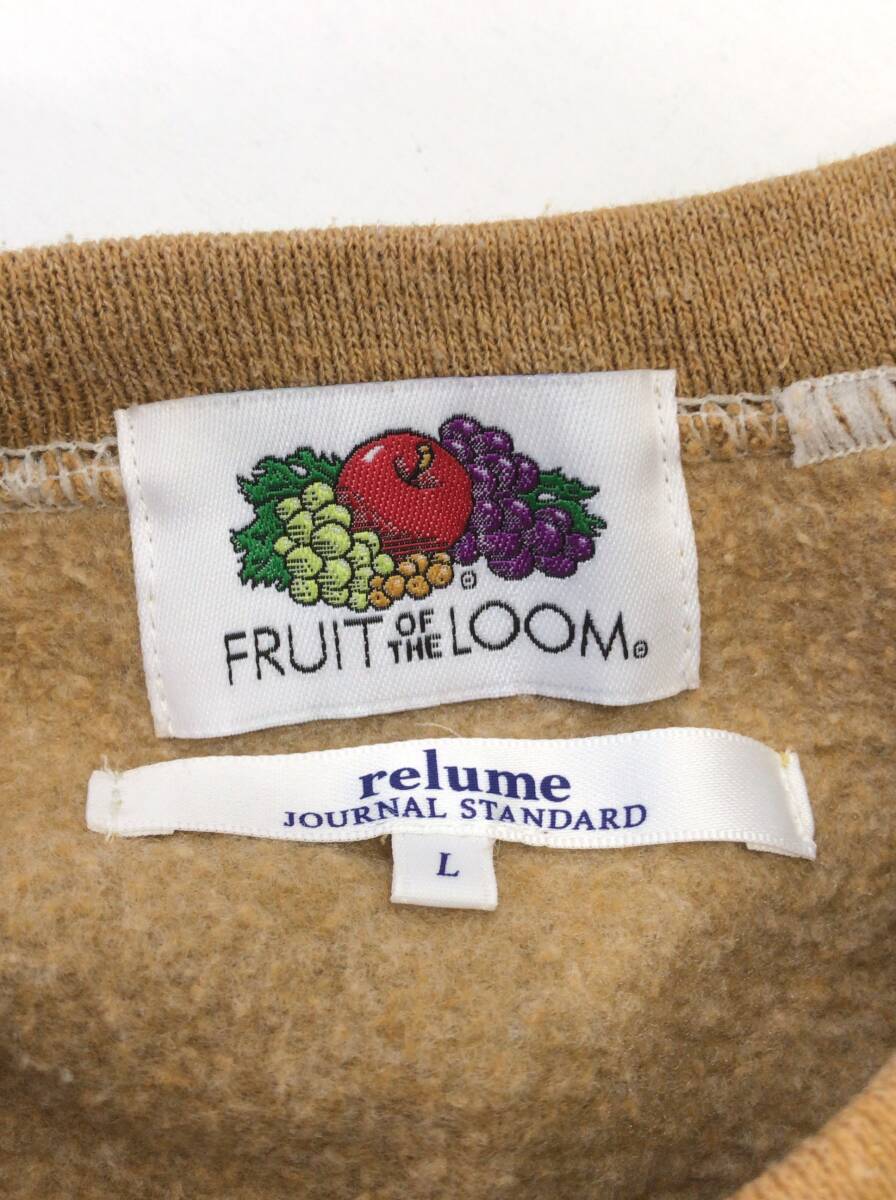 FRUIT OF THE LOOM®
relume
JOURNAL STANDARD
L